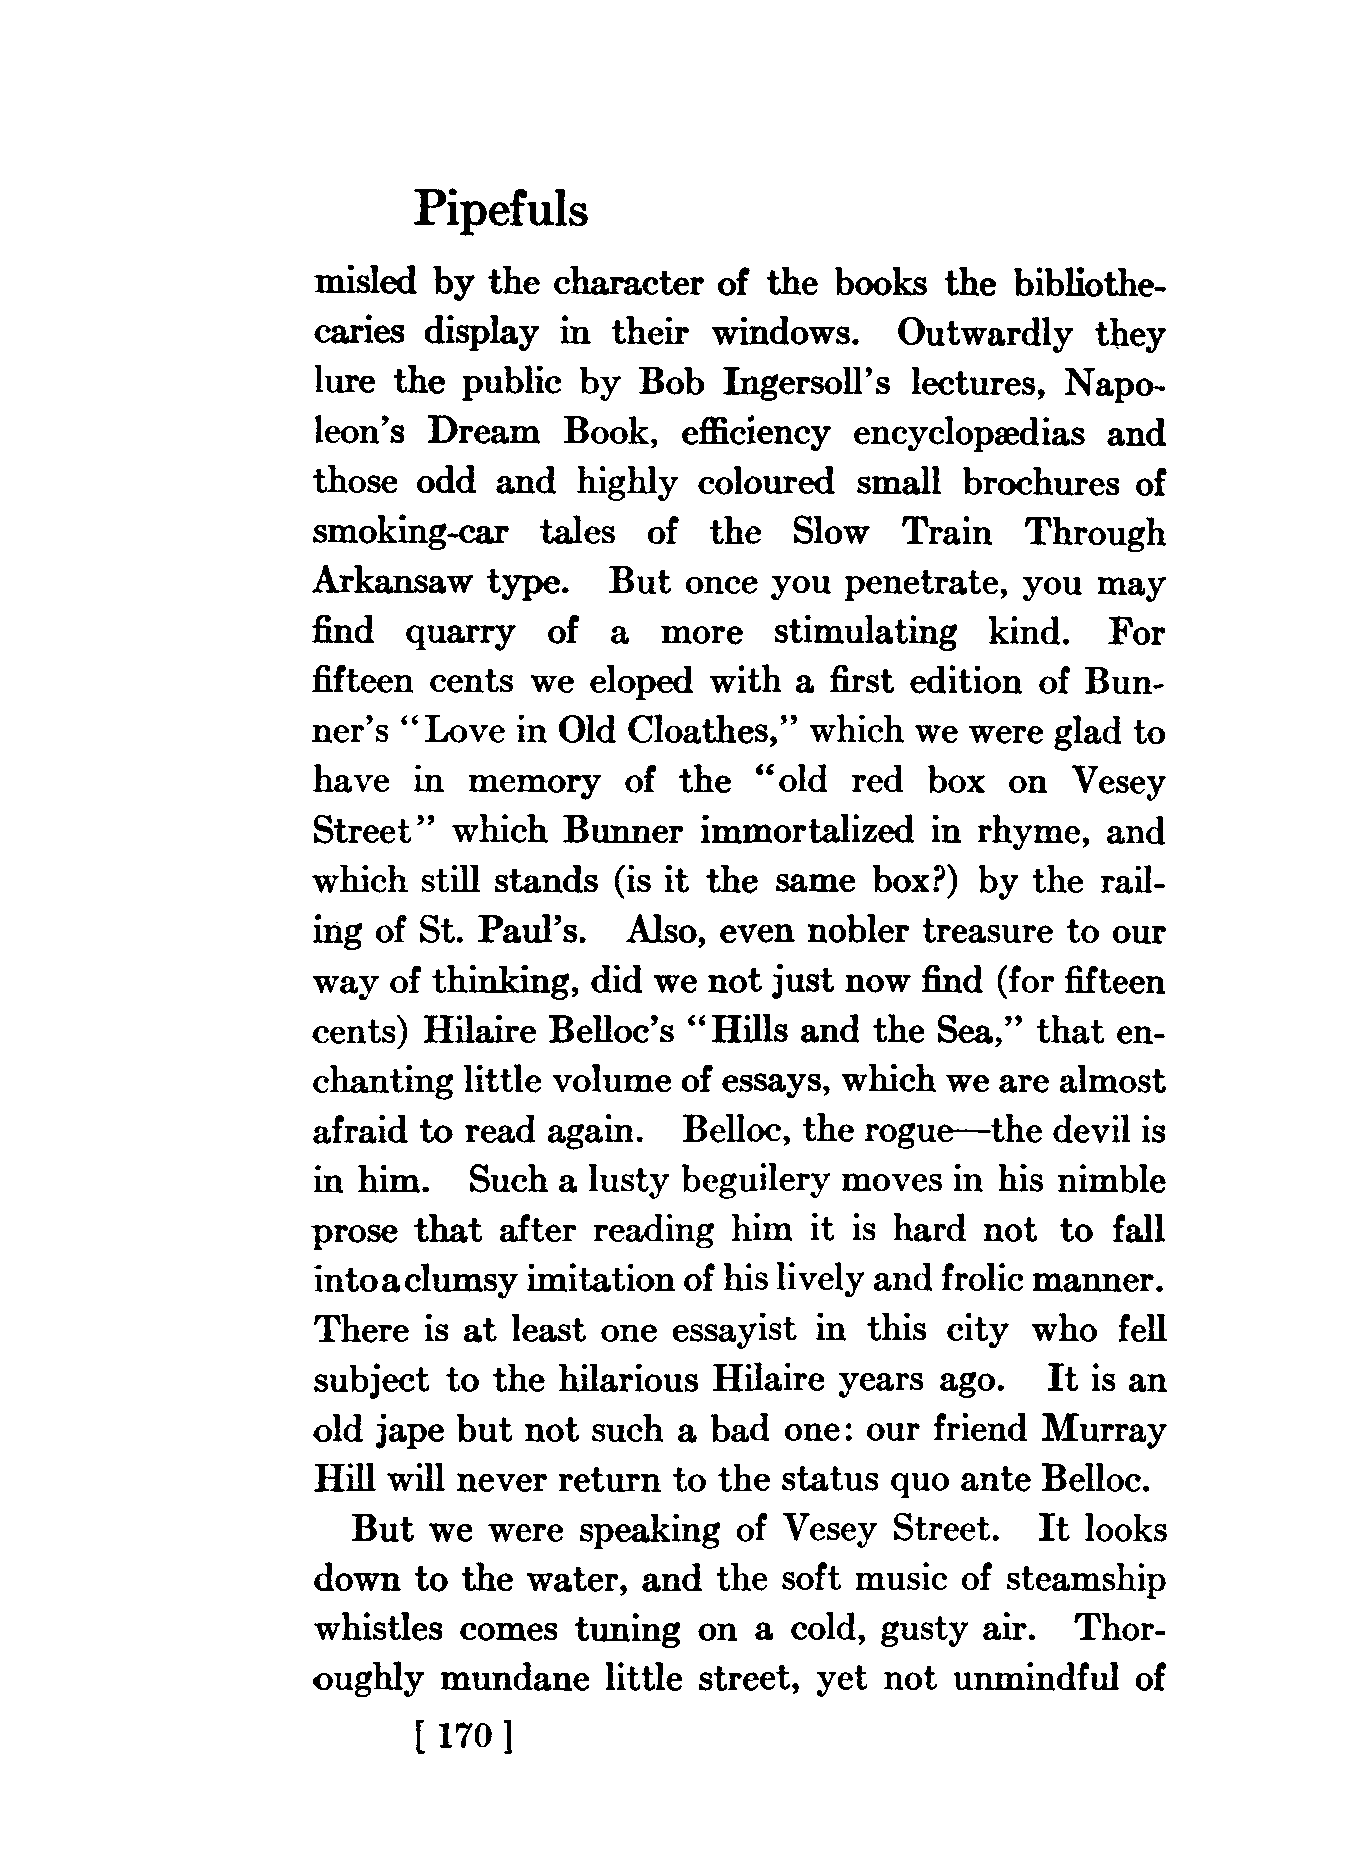 Pipefuls
misled by the character of the books the bibliothe-
caries display in their windows. Outwardly they
lure the public by Bob Ingersoll's lectures, Napo-
leon's Dream Book, efficiency encyclopædias and
those odd and highly coloured small brochures of
smoking-car tales of the Slow Train Through
Arkansaw type. But once you penetrate, you may
find quarry of a more stimulating kind. For
fifteen cents we eloped with a first edition of Bun-
ner's "Love in Old Cloathes," which we were glad to
have in memory of the "old red box on Vesey
Street" which Bunner immortalized in rhyme, and
which still stands (is it the same box?) by the rail-
ing of St. Paul's. Also, even nobler treasure to our
way of thinking, did we not just now find (for fifteen
cents) Hilaire Belloc's "Hills and the Sea," that en-
chanting little volume of essays, which we are almost
afraid to read again. Belloc, the rogue—the devil is
in him. Such a lusty beguilery moves in his nimble
prose that after reading him it is hard not to fall
into a clumsy imitation of his lively and frolic manner.
There is at least one essayist in this city who fell
subject to the hilarious Hilaire years ago. It is an
old jape but not such a bad one: our friend Murray
Hill will never return to the status quo ante Belloc.
But we were speaking of Vesey Street. It looks
down to the water, and the soft music of steamship
whistles comes tuning on a cold, gusty air. Thor-
oughly mundane little street, yet not unmindful of
[ 170 ]